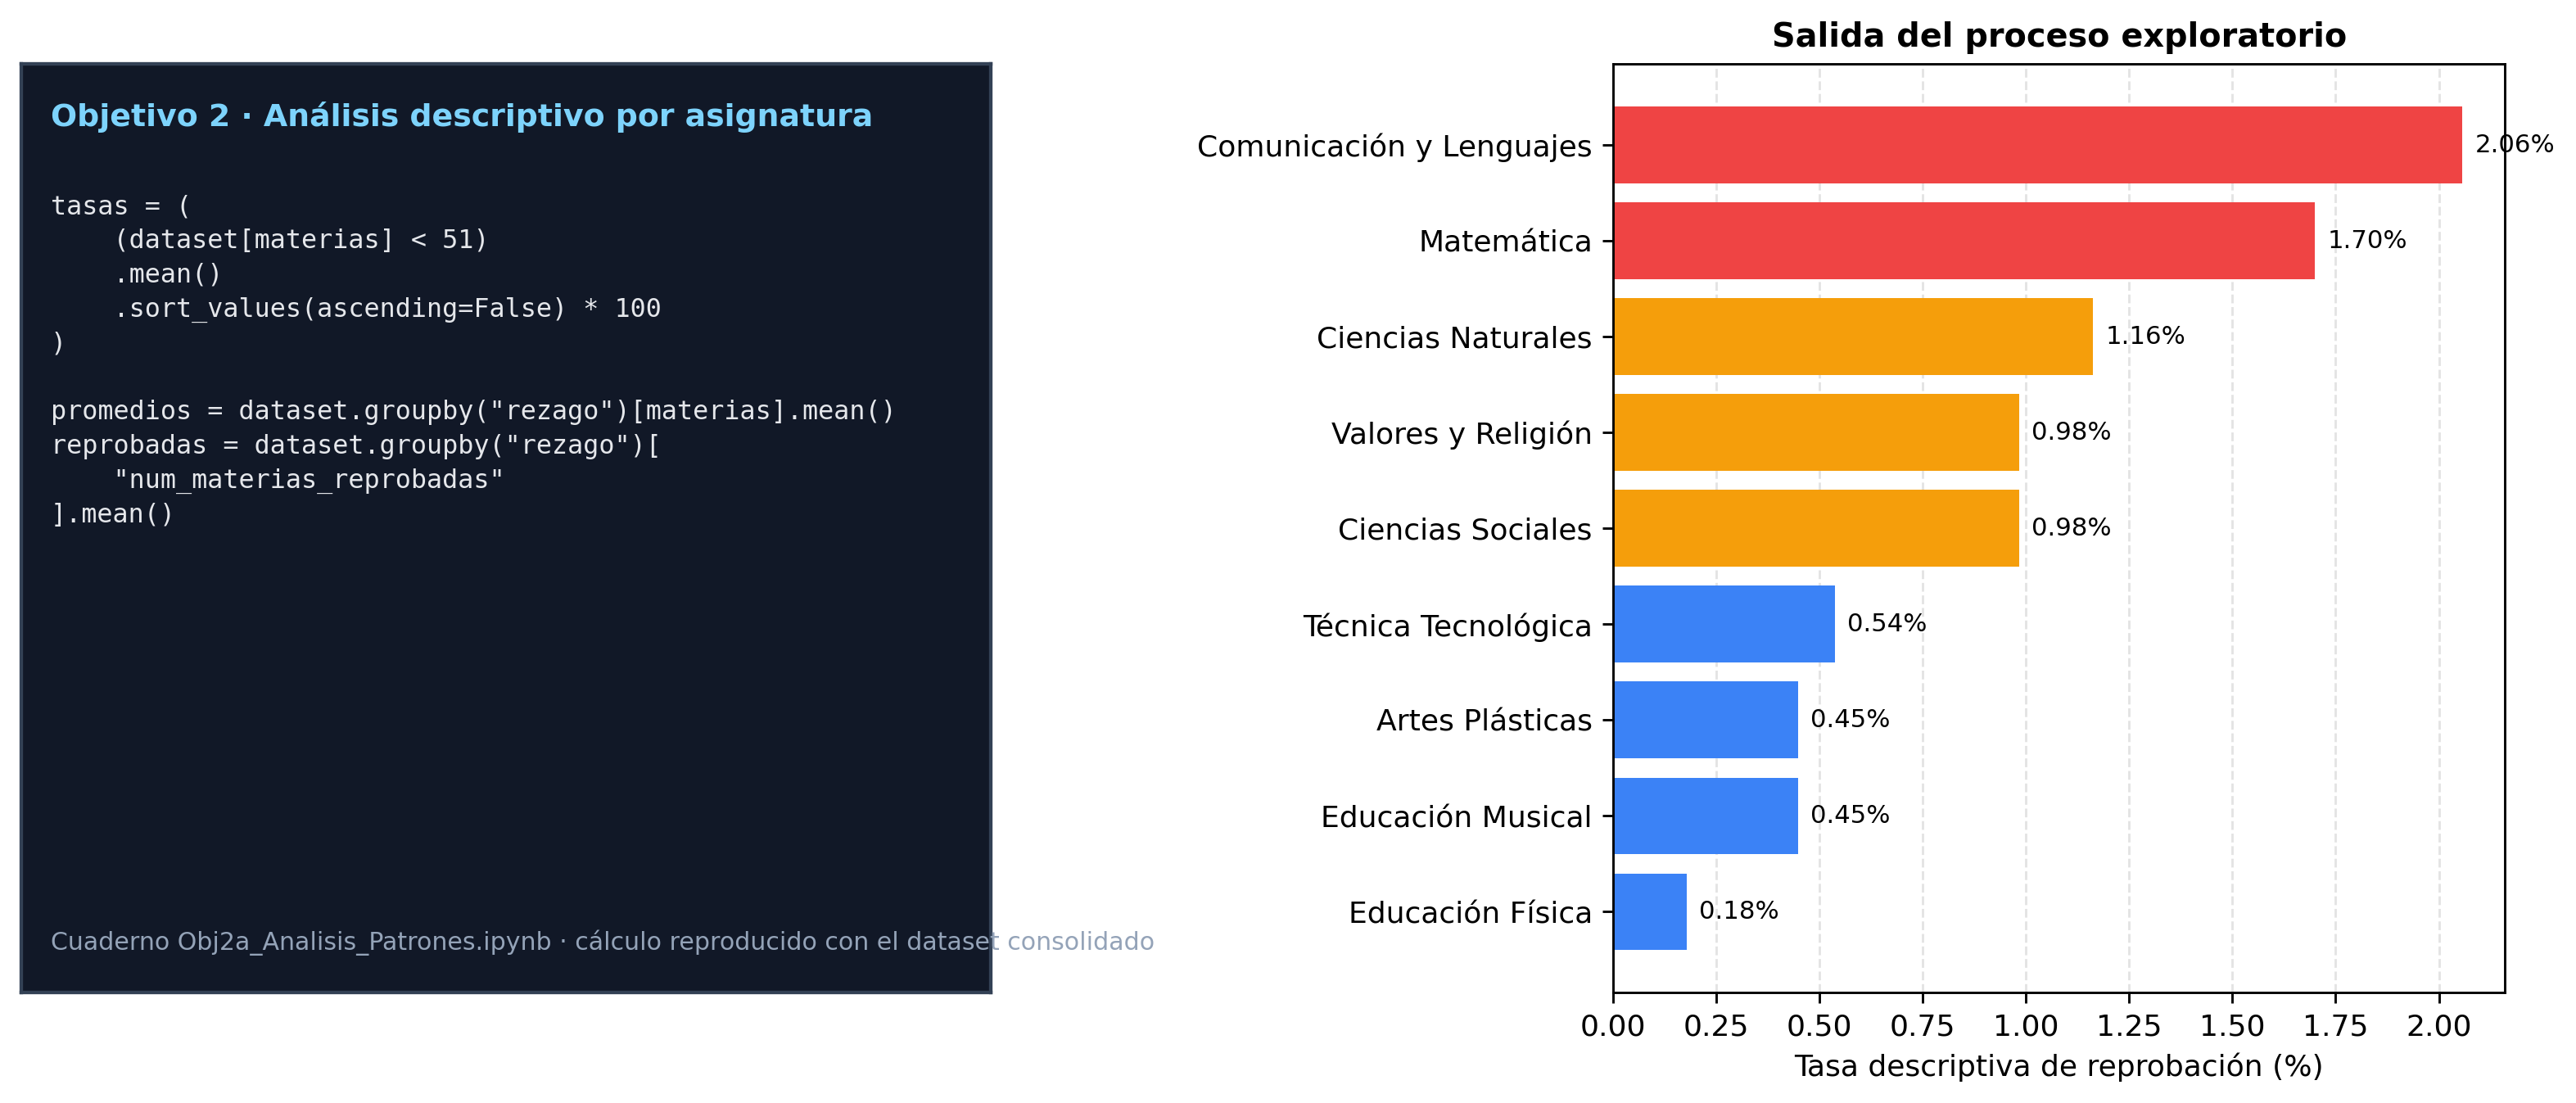 Objetivo 2 · Análisis descriptivo por asignatura
tasas = (
    (dataset[materias] < 51)
    .mean()
    .sort_values(ascending=False) * 100
)
promedios = dataset.groupby("rezago")[materias].mean()
reprobadas = dataset.groupby("rezago")[
    "num_materias_reprobadas"
].mean()
Cuaderno Obj2a_Analisis_Patrones.ipynb · cálculo reproducido con el dataset consolidado
Salida del proceso exploratorio
Comunicación y Lenguajes 2.06%
Matemática 1.70%
Ciencias Naturales 1.16%
Valores y Religión 0.98%
Ciencias Sociales 0.98%
Técnica Tecnológica 0.54%
Artes Plásticas 0.45%
Educación Musical 0.45%
Educación Física 0.18%
0.00 0.25 0.50 0.75 1.00 1.25 1.50 1.75 2.00
Tasa descriptiva de reprobación (%)